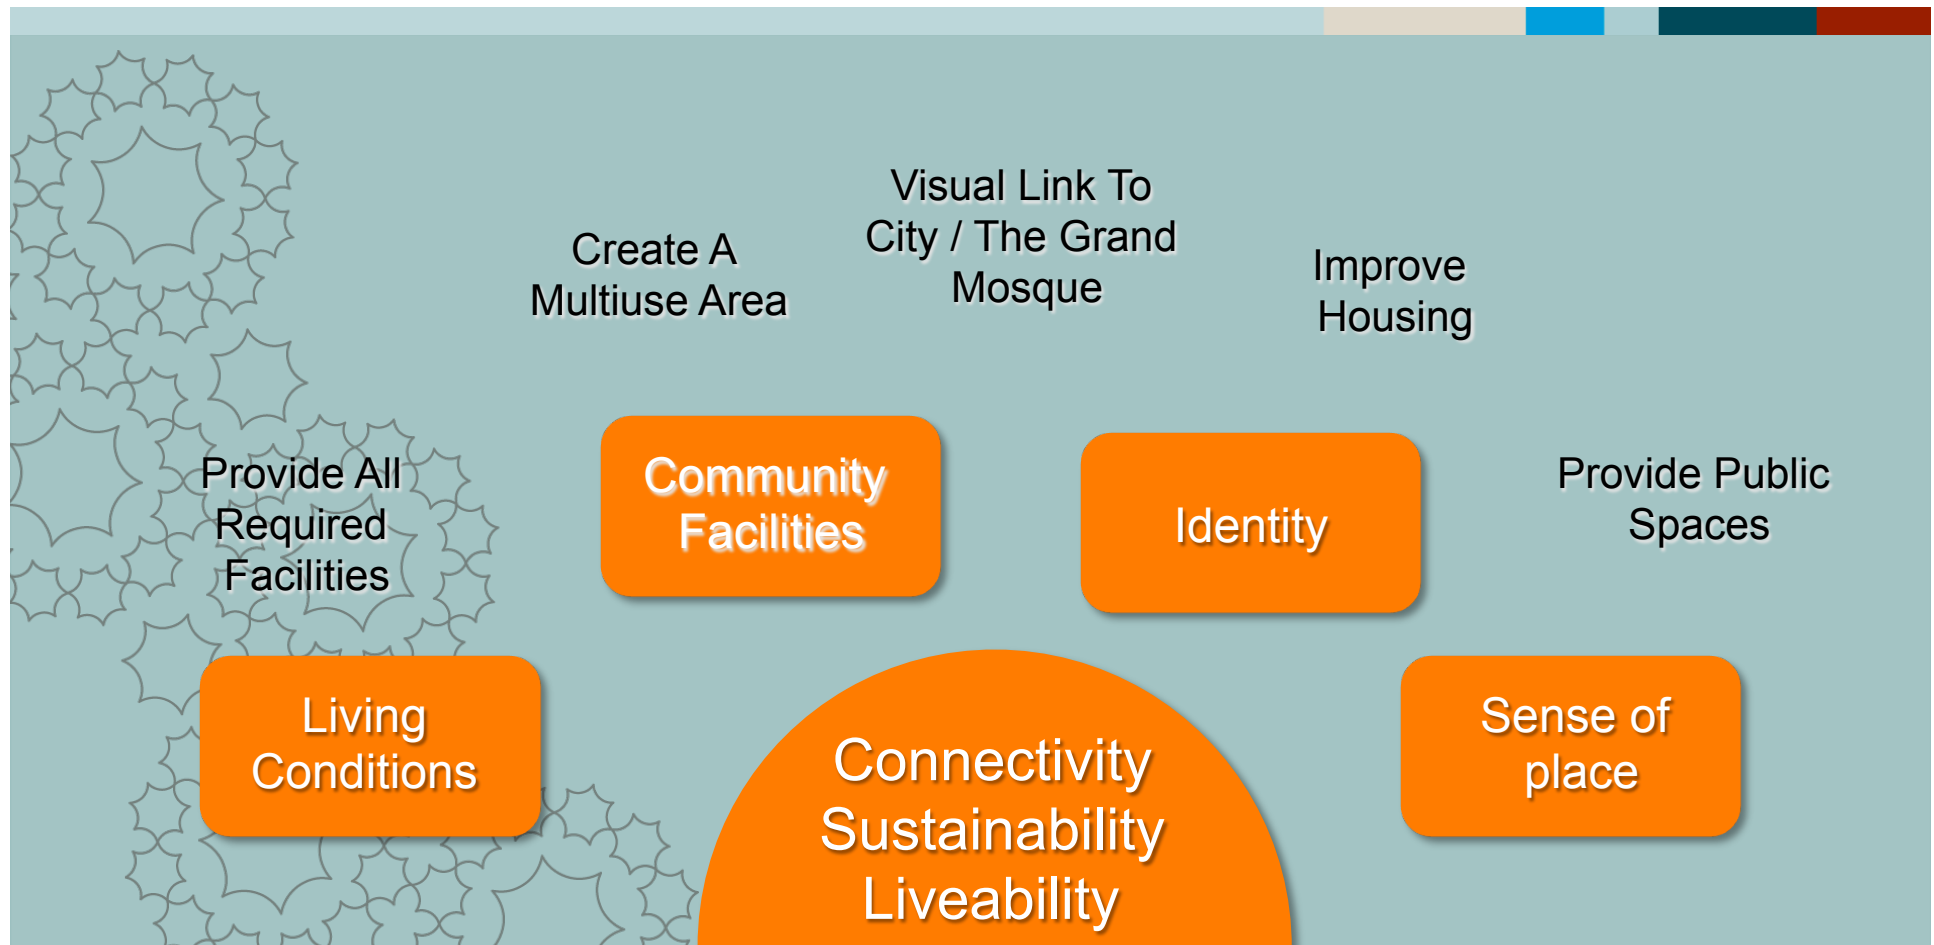 Visual Link To
City / The Grand
Mosque
Create A
Multiuse Area
Improve
Housing
Provide All
Required
Facilities
Community
Facilities
Identity
Provide Public
Spaces
Living
Conditions
Connectivity
Sustainability
Liveability
Sense of
place